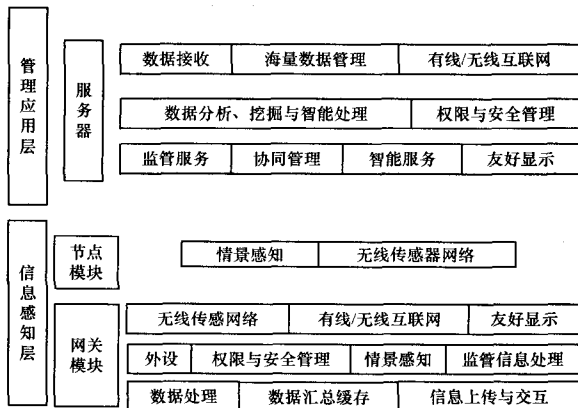 管理应用层
服务器
数据接收 海量数据管理 有线/无线互联网
数据分析、挖掘与智能处理 权限与安全管理
监管服务 协同管理 智能服务 友好显示
信息感知层
节点模块
情景感知 无线传感器网络
网关模块
无线传感网络 有线/无线互联网 友好显示
外设 权限与安全管理 情景感知 监管信息处理
数据处理 数据汇总缓存 信息上传与交互